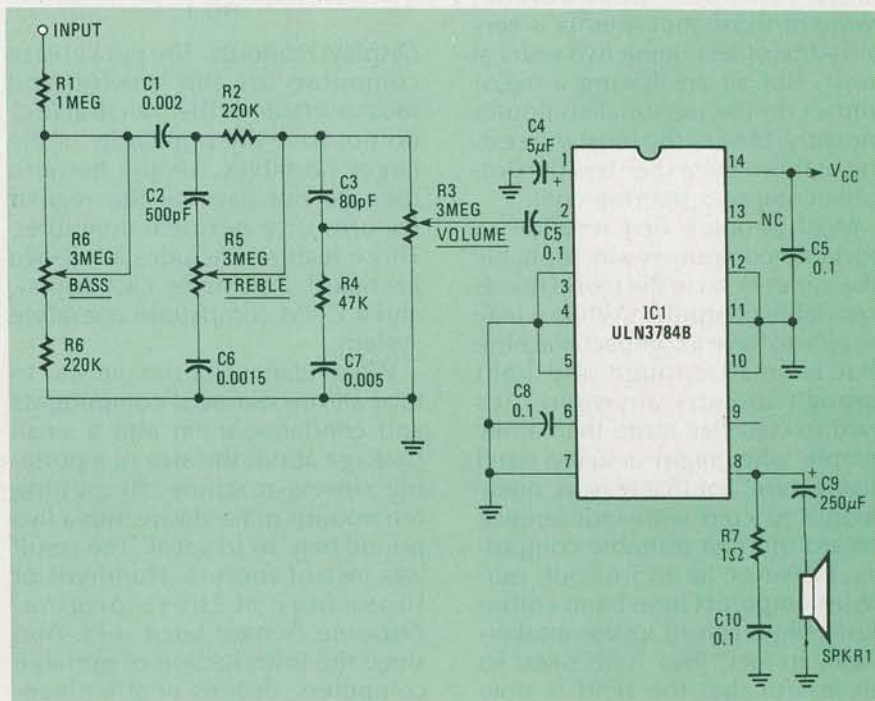 INPUT
R1
1MEG
C1
0.002
R2
220K
C2
500pF
C3
80pF
R6
3MEG
BASS
R5
3MEG
TREBLE
R4
47K
R3
3MEG
VOLUME
R6
220K
C6
0.0015
C7
0.005
C4
5µF
+
C5
0.1
C8
0.1
1
2
3
4
5
6
7
IC1
ULN3784B
14
13
12
11
10
9
8
VCC
NC
C5
0.1
+
C9
250µF
R7
1Ω
C10
0.1
SPKR1